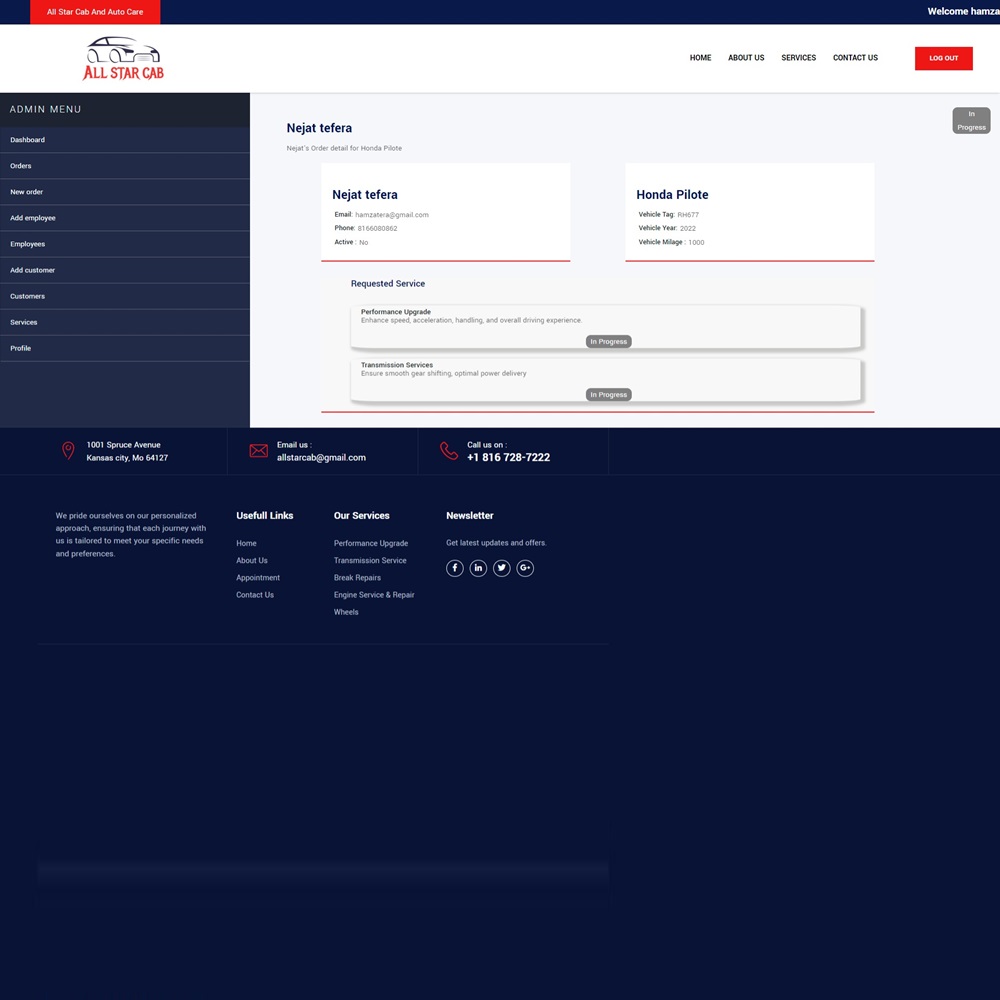 All Star Cab And Auto Care
Welcome hamza
ALL STAR CAB
HOME ABOUT US SERVICES CONTACT US LOG OUT
ADMIN MENU
Dashboard
Orders
New order
Add employee
Employees
Add customer
Customers
Services
Profile
In
Progress
Nejat tefera
Nejat's Order detail for Honda Pilote
Nejat tefera
Email: hamzatera@gmail.com
Phone: 8166080862
Active : No
Honda Pilote
Vehicle Tag: RH677
Vehicle Year: 2022
Vehicle Milage : 1000
Requested Service
Performance Upgrade
Enhance speed, acceleration, handling, and overall driving experience.
In Progress
Transmission Services
Ensure smooth gear shifting, optimal power delivery
In Progress
1001 Spruce Avenue
Kansas city, Mo 64127
Email us :
allstarcab@gmail.com
Call us on :
+1 816 728-7222
We pride ourselves on our personalized
approach, ensuring that each journey with
us is tailored to meet your specific needs
and preferences.
Usefull Links
Home
About Us
Appointment
Contact Us
Our Services
Performance Upgrade
Transmission Service
Break Repairs
Engine Service & Repair
Wheels
Newsletter
Get latest updates and offers.